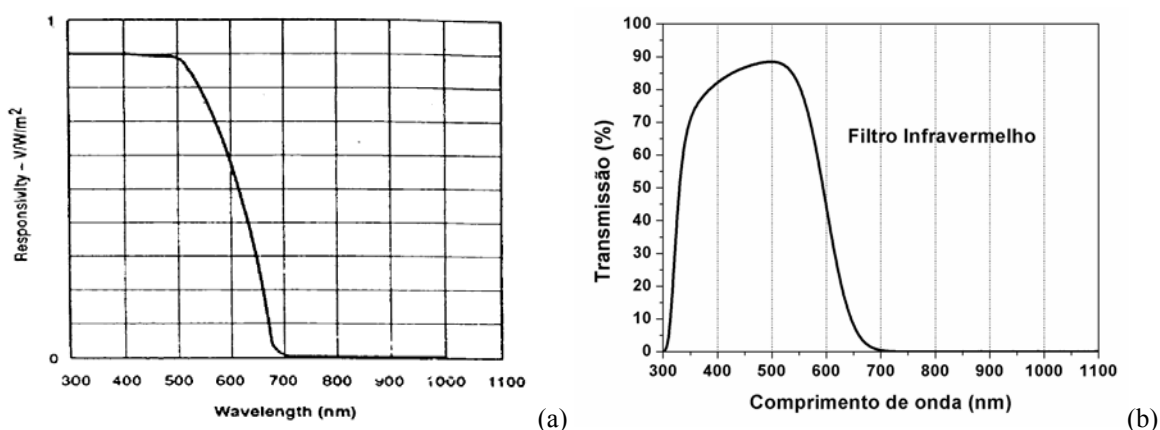 1
Responsivity – V/W/m²
0
300 400 500 600 700 800 900 1000 1100
Wavelength (nm)
(a)
100
90
80
70
60
50
40
30
20
10
0
Transmissão (%)
Filtro Infravermelho
300 400 500 600 700 800 900 1000 1100
Comprimento de onda (nm)
(b)